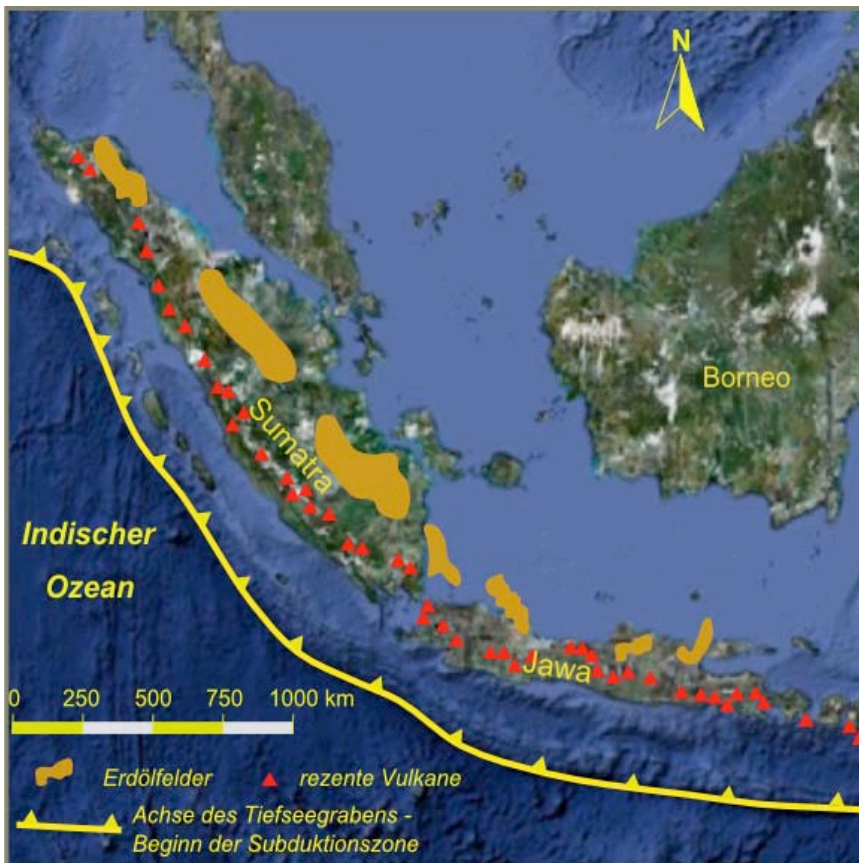 N
Borneo
Sumatra
Indischer
Ozean
Jawa
0 250 500 750 1000 km
Erdölfelder rezente Vulkane
Achse des Tiefseegrabens -
Beginn der Subduktionszone